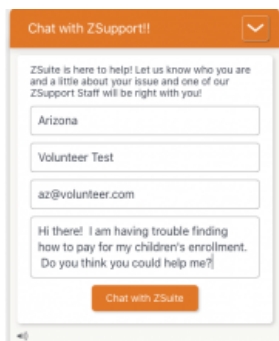 Chat with ZSupport!!
ZSuite is here to help! Let us know who you are
and a little about your issue and one of our
ZSupport Staff will be right with you!
Arizona
Volunteer Test
az@volunteer.com
Hi there!  I am having trouble finding
how to pay for my children's enrollment.
Do you think you could help me?
Chat with ZSuite